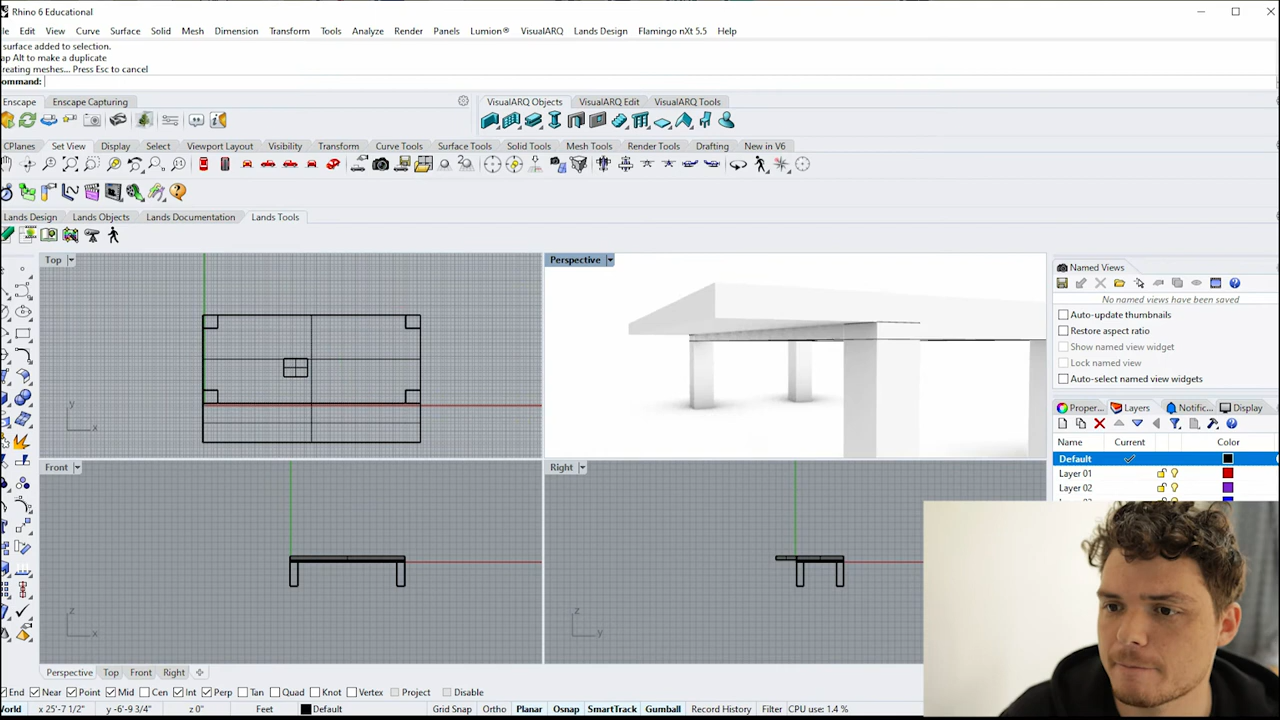 Rhino 6 Educational
le Edit View Curve Surface Solid Mesh Dimension Transform Tools Analyze Render Panels Lumion® VisualARQ Lands Design Flamingo nXt 5.5 Help
surface added to selection.
ap Alt to make a duplicate
reating meshes... Press Esc to cancel
ommand:
Enscape Enscape Capturing VisualARQ Objects VisualARQ Edit VisualARQ Tools
CPlanes Set View Display Select Viewport Layout Visibility Transform Curve Tools Surface Tools Solid Tools Mesh Tools Render Tools Drafting New in V6
Lands Design Lands Objects Lands Documentation Lands Tools
Top Perspective
y
x
Front Right
z
x
z
y
Named Views
No named views have been saved
Auto-update thumbnails
Restore aspect ratio
Show named view widget
Lock named view
Auto-select named view widgets
Proper... Layers Notific... Display
Name Current Color
Default
Layer 01
Layer 02
Perspective Top Front Right
End Near Point Mid Cen Int Perp Tan Quad Knot Vertex Project Disable
World x 25'-7 1/2" y -6'-9 3/4" z 0" Feet Default Grid Snap Ortho Planar Osnap SmartTrack Gumball Record History Filter CPU use: 1.4 %